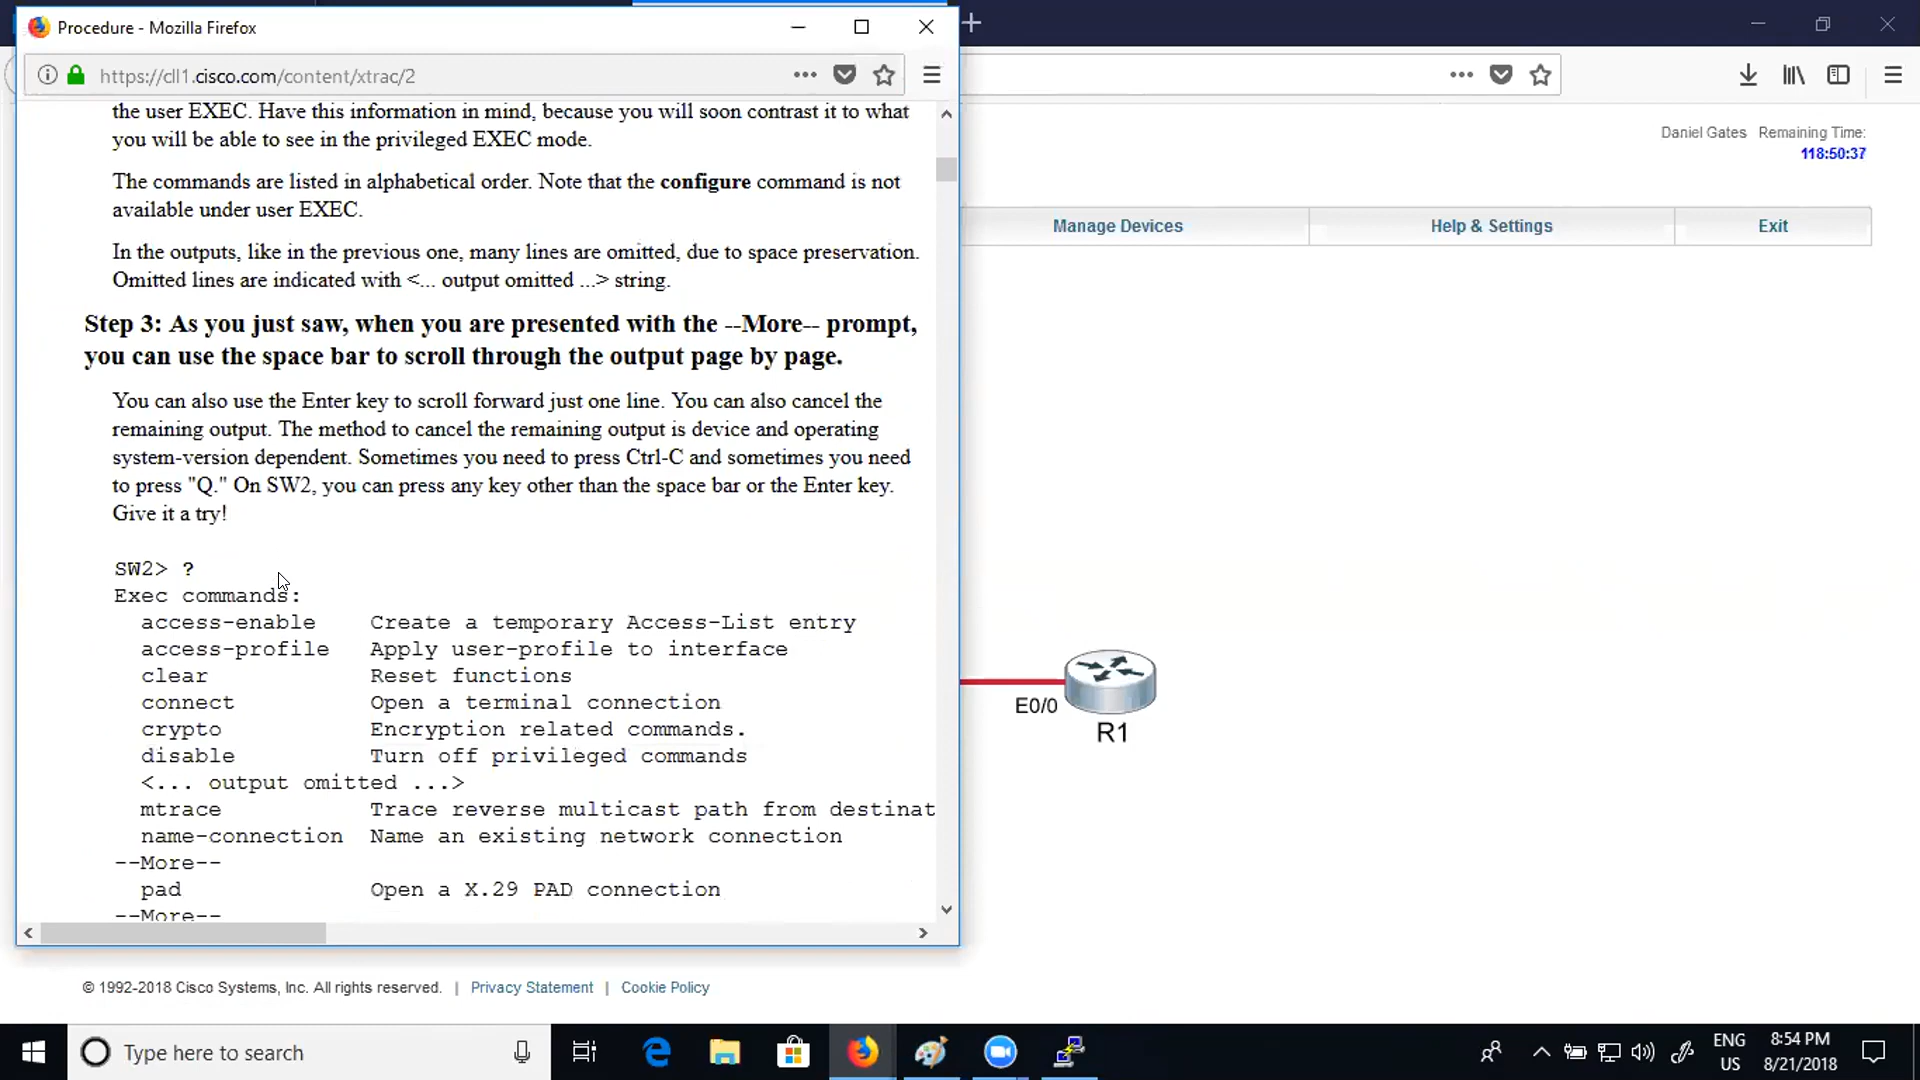 Procedure - Mozilla Firefox
https://cll1.cisco.com/content/xtrac/2
the user EXEC. Have this information in mind, because you will soon contrast it to what
you will be able to see in the privileged EXEC mode.
The commands are listed in alphabetical order. Note that the configure command is not
available under user EXEC.
In the outputs, like in the previous one, many lines are omitted, due to space preservation.
Omitted lines are indicated with <... output omitted ...> string.
Step 3: As you just saw, when you are presented with the --More-- prompt,
you can use the space bar to scroll through the output page by page.
You can also use the Enter key to scroll forward just one line. You can also cancel the
remaining output. The method to cancel the remaining output is device and operating
system-version dependent. Sometimes you need to press Ctrl-C and sometimes you need
to press "Q." On SW2, you can press any key other than the space bar or the Enter key.
Give it a try!
SW2> ?
Exec commands:
access-enable Create a temporary Access-List entry
access-profile Apply user-profile to interface
clear Reset functions
connect Open a terminal connection
crypto Encryption related commands.
disable Turn off privileged commands
<... output omitted ...>
mtrace Trace reverse multicast path from destinat
name-connection Name an existing network connection
--More--
pad Open a X.29 PAD connection
--More--
Daniel Gates Remaining Time:
118:50:37
Manage Devices Help & Settings Exit
E0/0
R1
© 1992-2018 Cisco Systems, Inc. All rights reserved. | Privacy Statement | Cookie Policy
Type here to search
ENG
US
8:54 PM
8/21/2018